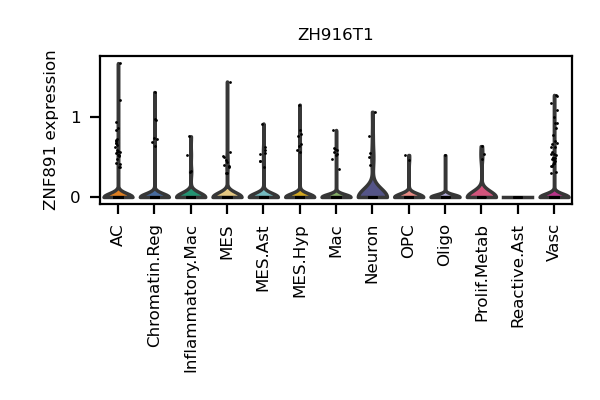 ZH916T1
ZNF891 expression
1
0
AC
Chromatin.Reg
Inflammatory.Mac
MES
MES.Ast
MES.Hyp
Mac
Neuron
OPC
Oligo
Prolif.Metab
Reactive.Ast
Vasc